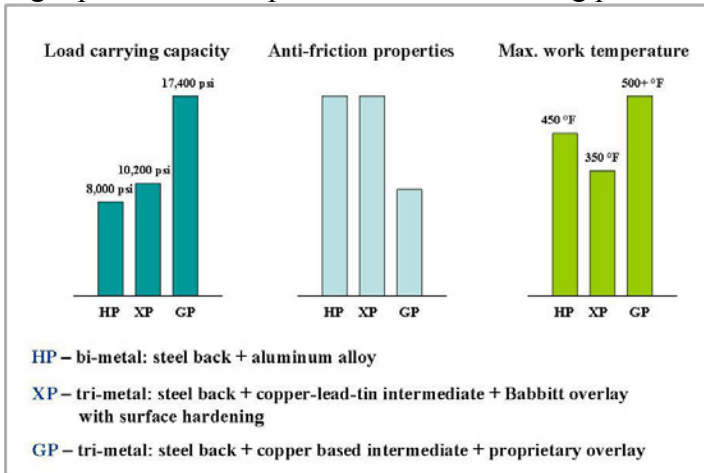 Load carrying capacity
Anti-friction properties
Max. work temperature
17,400 psi
10,200 psi
8,000 psi
HP XP GP
HP XP GP
500+ °F
450 °F
350 °F
HP XP GP
HP – bi-metal: steel back + aluminum alloy
XP – tri-metal: steel back + copper-lead-tin intermediate + Babbitt overlay
with surface hardening
GP – tri-metal: steel back + copper based intermediate + proprietary overlay